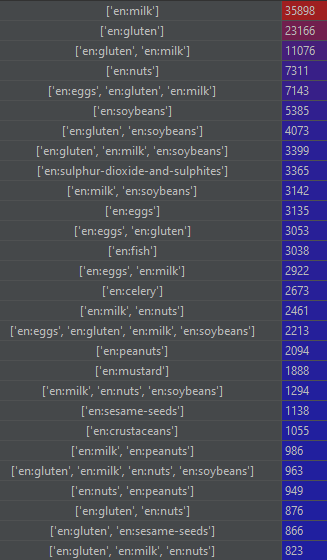 ['en:milk'] 35898
['en:gluten'] 23166
['en:gluten', 'en:milk'] 11076
['en:nuts'] 7311
['en:eggs', 'en:gluten', 'en:milk'] 7143
['en:soybeans'] 5385
['en:gluten', 'en:soybeans'] 4073
['en:gluten', 'en:milk', 'en:soybeans'] 3399
['en:sulphur-dioxide-and-sulphites'] 3365
['en:milk', 'en:soybeans'] 3142
['en:eggs'] 3135
['en:eggs', 'en:gluten'] 3053
['en:fish'] 3038
['en:eggs', 'en:milk'] 2922
['en:celery'] 2673
['en:milk', 'en:nuts'] 2461
['en:eggs', 'en:gluten', 'en:milk', 'en:soybeans'] 2213
['en:peanuts'] 2094
['en:mustard'] 1888
['en:milk', 'en:nuts', 'en:soybeans'] 1294
['en:sesame-seeds'] 1138
['en:crustaceans'] 1055
['en:milk', 'en:peanuts'] 986
['en:gluten', 'en:milk', 'en:nuts', 'en:soybeans'] 963
['en:nuts', 'en:peanuts'] 949
['en:gluten', 'en:nuts'] 876
['en:gluten', 'en:sesame-seeds'] 866
['en:gluten', 'en:milk', 'en:nuts'] 823